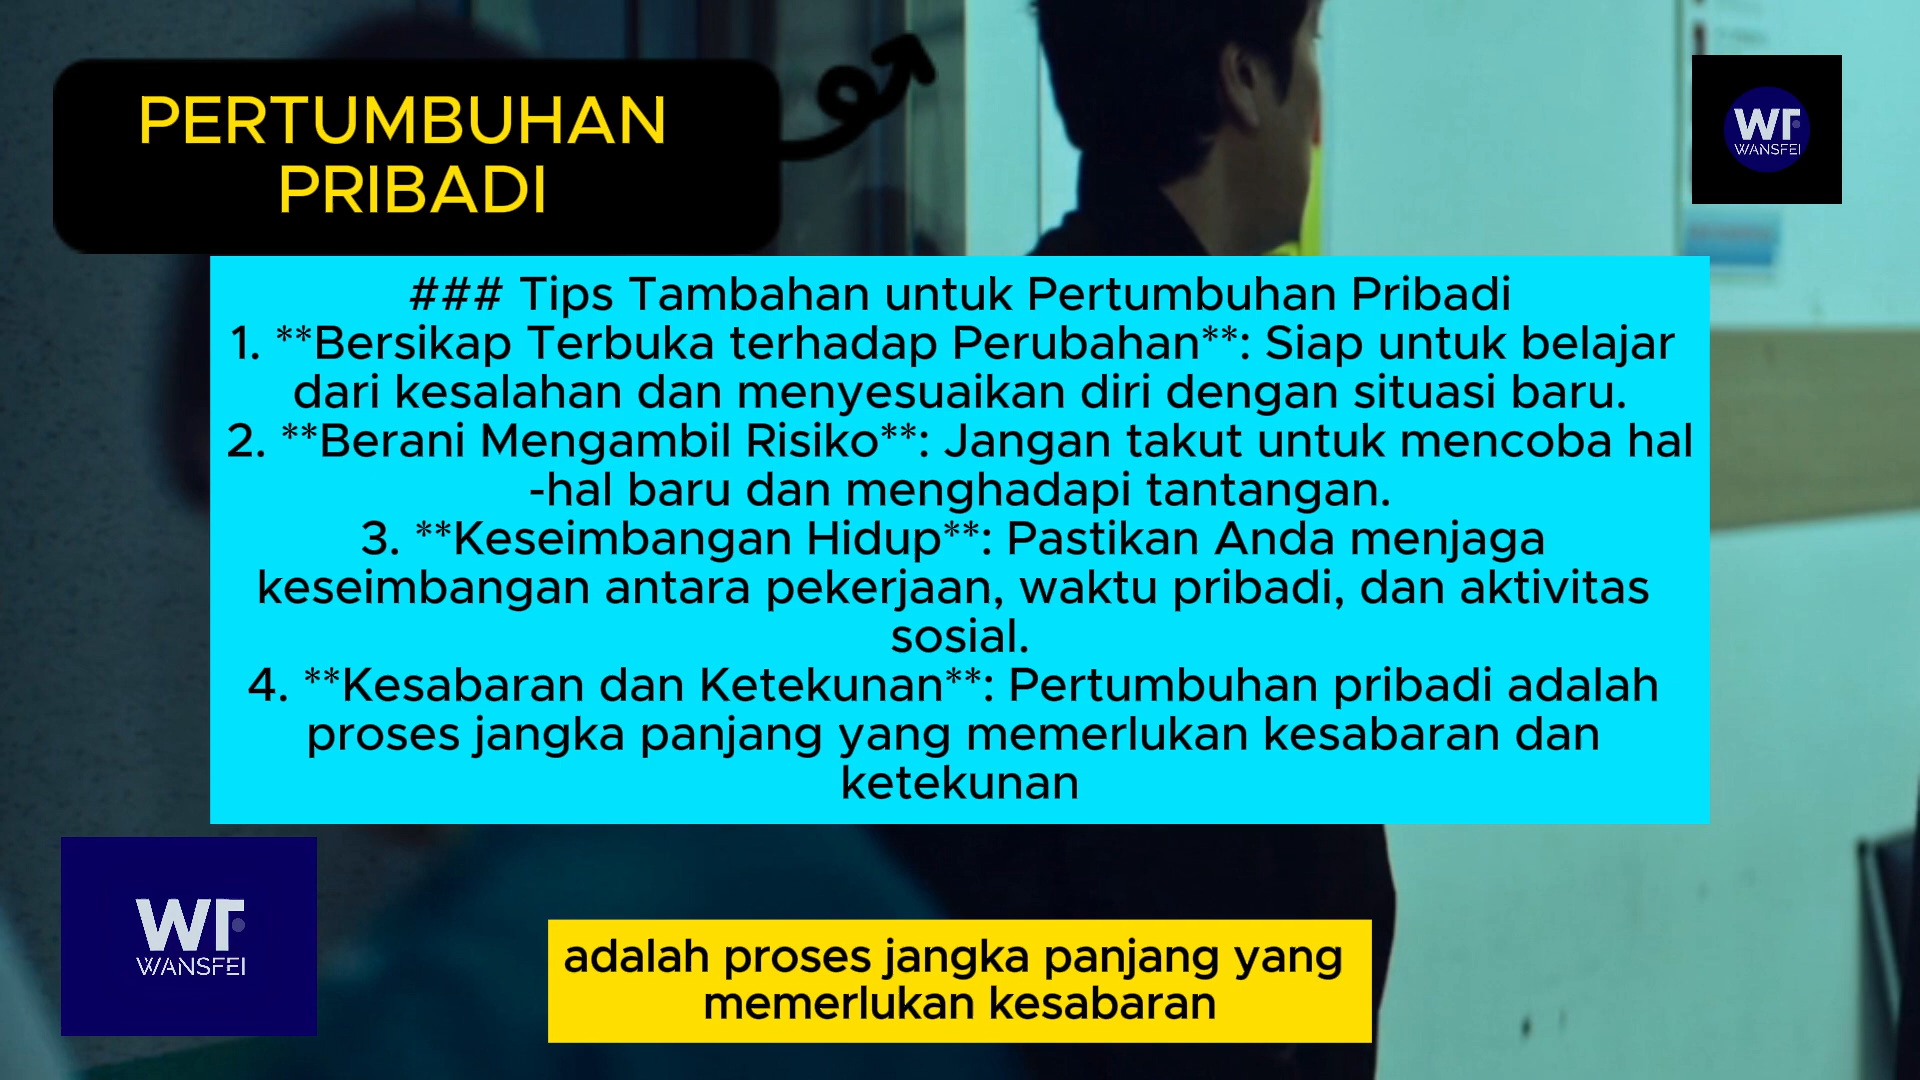 PERTUMBUHAN
PRIBADI
WF
WANSFEI
### Tips Tambahan untuk Pertumbuhan Pribadi
1. **Bersikap Terbuka terhadap Perubahan**: Siap untuk belajar
dari kesalahan dan menyesuaikan diri dengan situasi baru.
2. **Berani Mengambil Risiko**: Jangan takut untuk mencoba hal
-hal baru dan menghadapi tantangan.
3. **Keseimbangan Hidup**: Pastikan Anda menjaga
keseimbangan antara pekerjaan, waktu pribadi, dan aktivitas
sosial.
4. **Kesabaran dan Ketekunan**: Pertumbuhan pribadi adalah
proses jangka panjang yang memerlukan kesabaran dan
ketekunan
WF
WANSFEI
adalah proses jangka panjang yang
memerlukan kesabaran